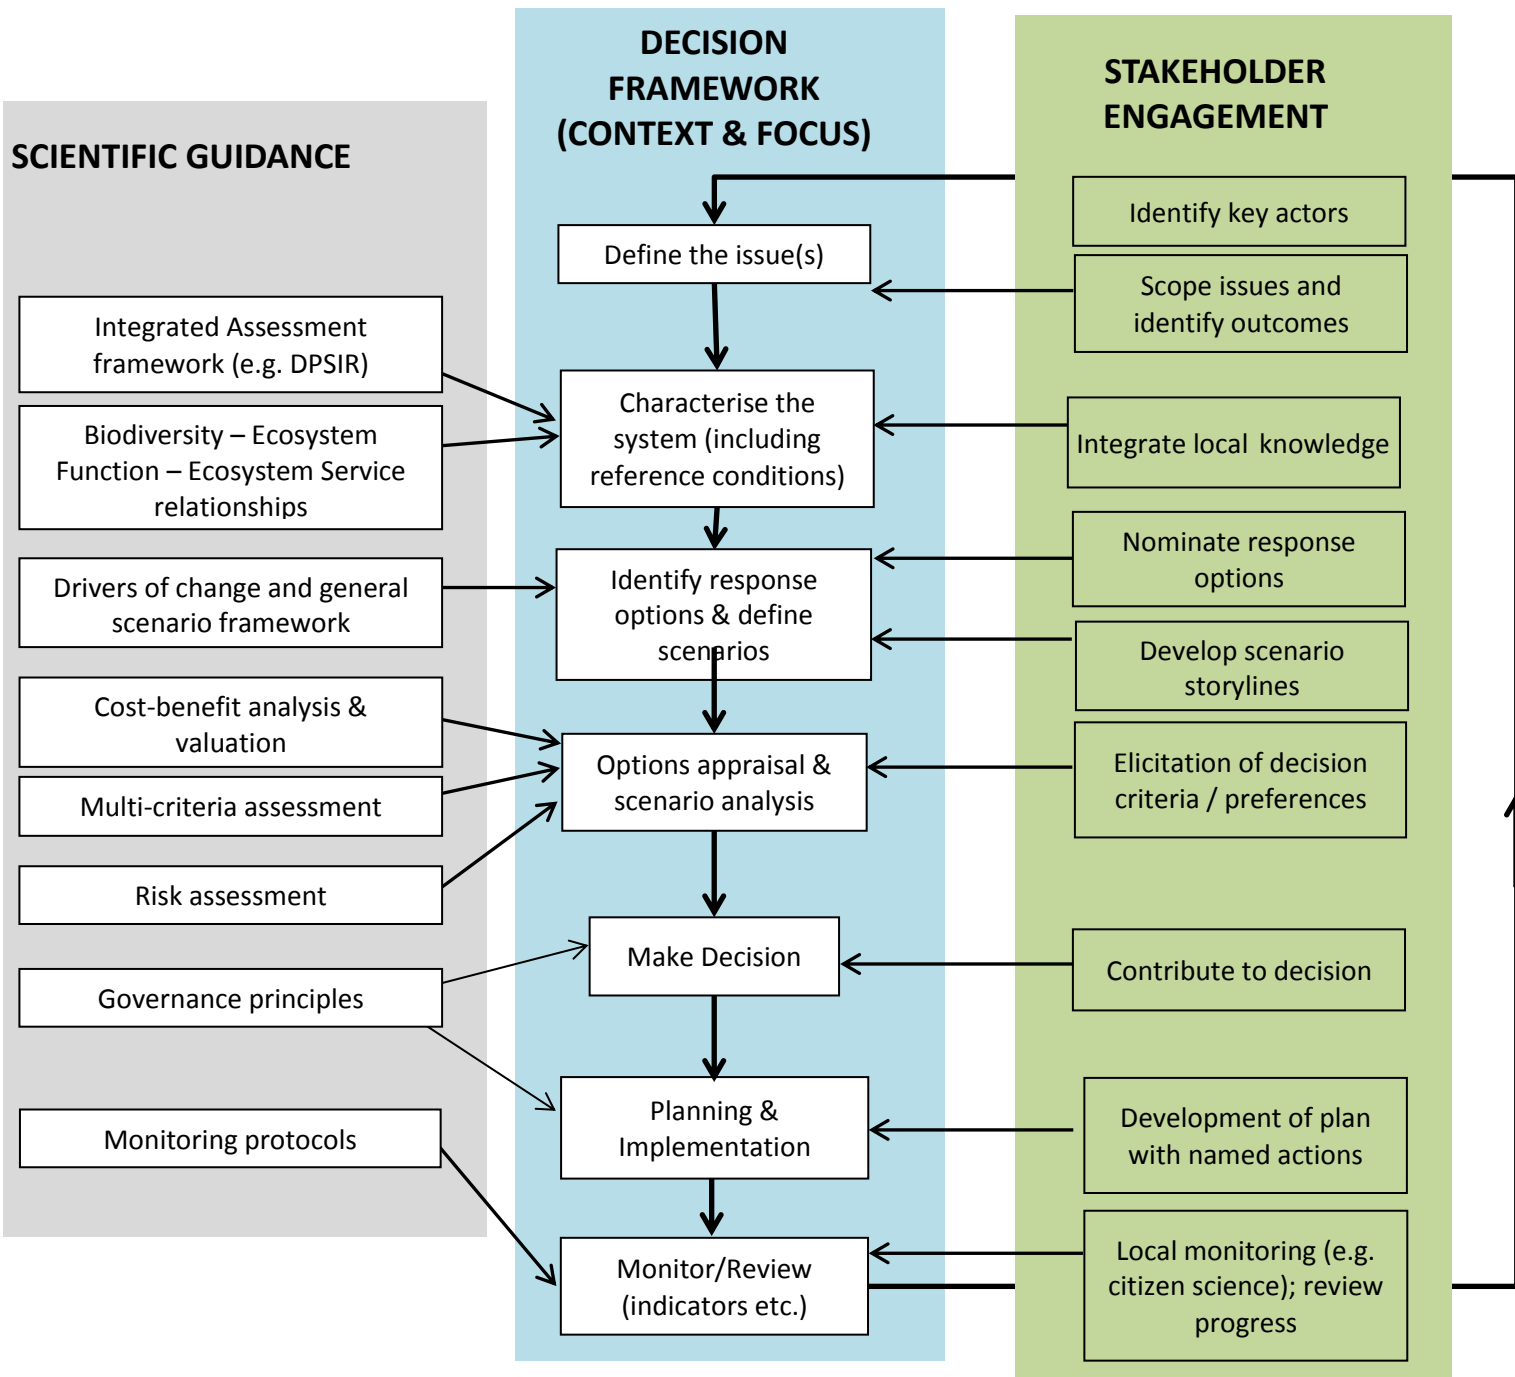 SCIENTIFIC GUIDANCE
Integrated Assessment
framework (e.g. DPSIR)
Biodiversity – Ecosystem
Function – Ecosystem Service
relationships
Drivers of change and general
scenario framework
Cost-benefit analysis &
valuation
Multi-criteria assessment
Risk assessment
Governance principles
Monitoring protocols
DECISION
FRAMEWORK
(CONTEXT & FOCUS)
Define the issue(s)
Characterise the
system (including
reference conditions)
Identify response
options & define
scenarios
Options appraisal &
scenario analysis
Make Decision
Planning &
Implementation
Monitor/Review
(indicators etc.)
STAKEHOLDER
ENGAGEMENT
Identify key actors
Scope issues and
identify outcomes
Integrate local knowledge
Nominate response
options
Develop scenario
storylines
Elicitation of decision
criteria / preferences
Contribute to decision
Development of plan
with named actions
Local monitoring (e.g.
citizen science); review
progress